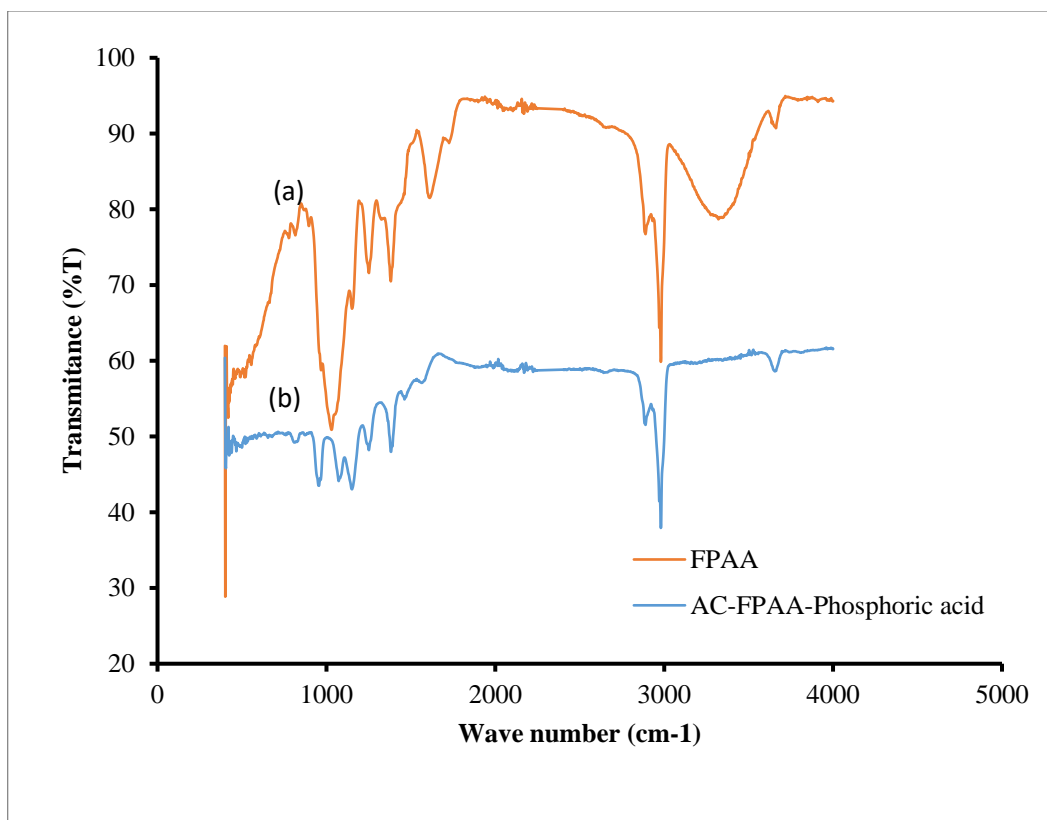 100
90
(a)
80
70
60
(b)
50
40
30
20
Transmitance (%T)
FPAA
AC-FPAA-Phosphoric acid
0 1000 2000 3000 4000 5000
Wave number (cm-1)